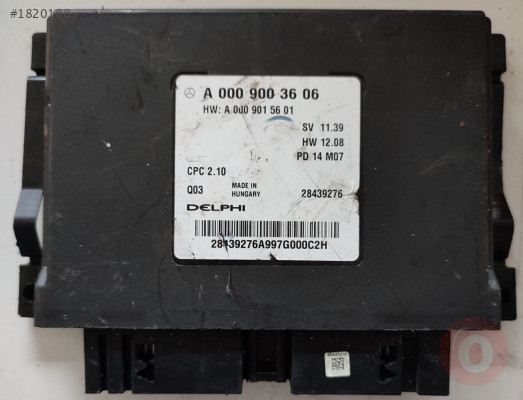 A 000 900 36 06
HW: A 000 901 56 01
SV 11.39
HW 12.08
PD 14 M07
CPC 2.10
Q03
MADE IN
HUNGARY
28439276
DELPHI
28439276A997G000C2H